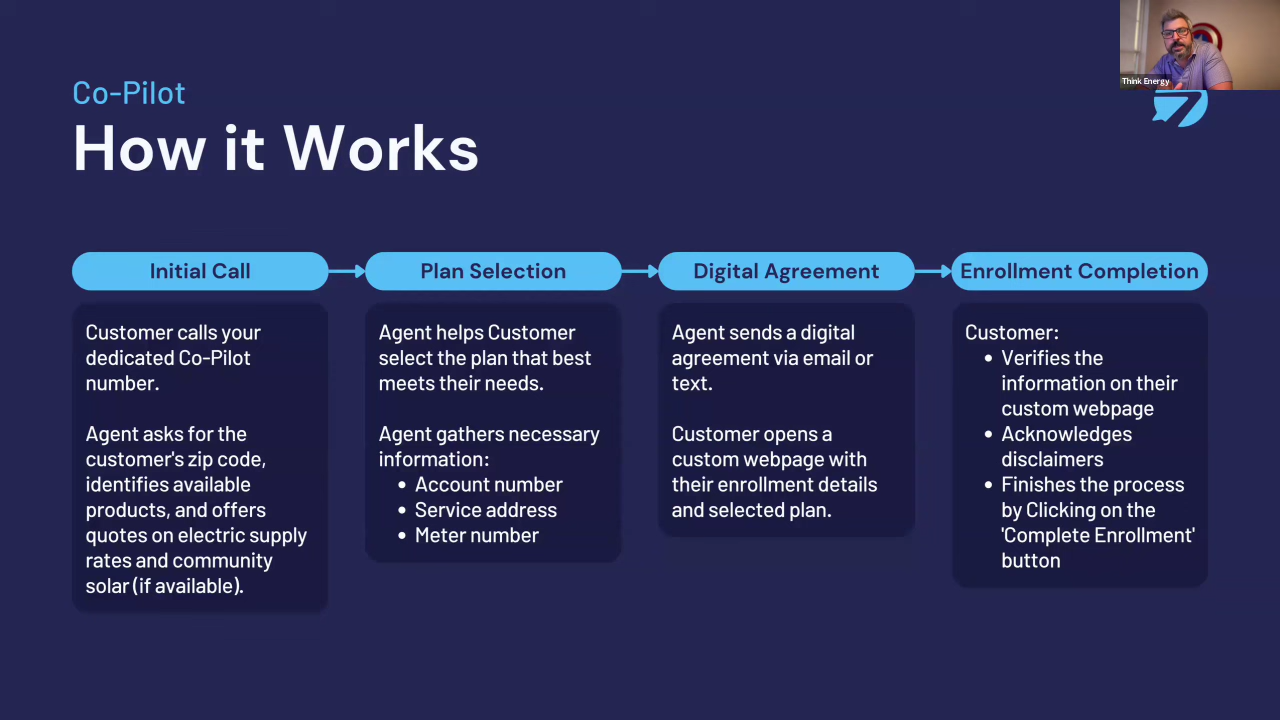 Co-Pilot
How it Works
Think Energy
Initial Call
Customer calls your
dedicated Co-Pilot
number.
Agent asks for the
customer's zip code,
identifies available
products, and offers
quotes on electric supply
rates and community
solar (if available).
Plan Selection
Agent helps Customer
select the plan that best
meets their needs.
Agent gathers necessary
information:
• Account number
• Service address
• Meter number
Digital Agreement
Agent sends a digital
agreement via email or
text.
Customer opens a
custom webpage with
their enrollment details
and selected plan.
Enrollment Completion
Customer:
• Verifies the
information on their
custom webpage
• Acknowledges
disclaimers
• Finishes the process
by Clicking on the
'Complete Enrollment'
button